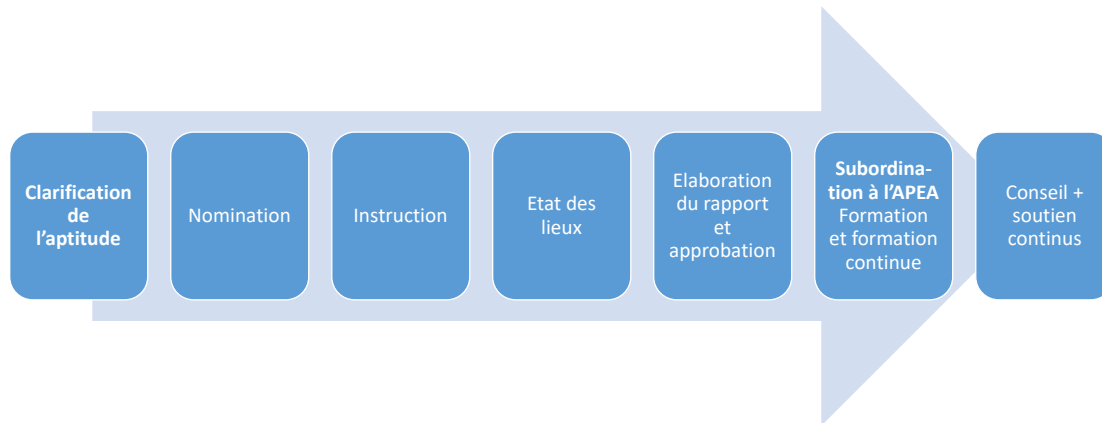 Clarification
de
l’aptitude
Nomination
Instruction
Etat des
lieux
Elaboration
du rapport
et
approbation
Subordina-
tion à l’APEA
Formation
et formation
continue
Conseil +
soutien
continus